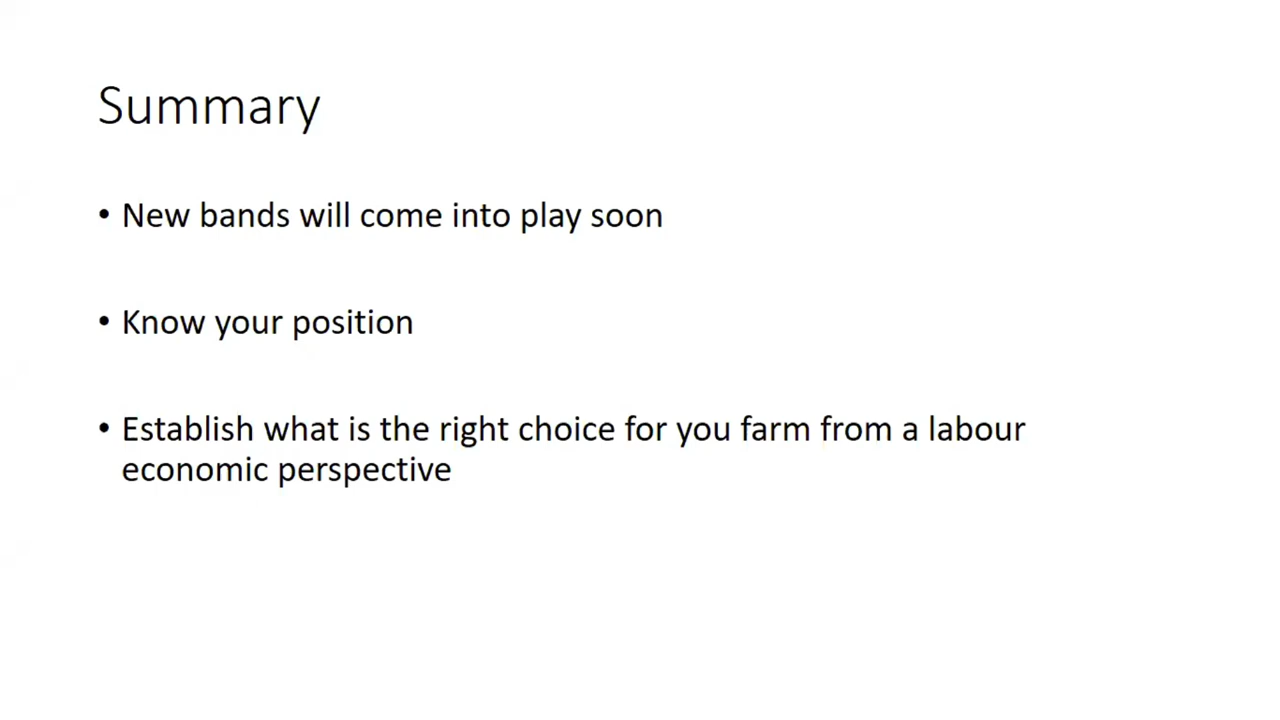 Summary
• New bands will come into play soon
• Know your position
• Establish what is the right choice for you farm from a labour
economic perspective